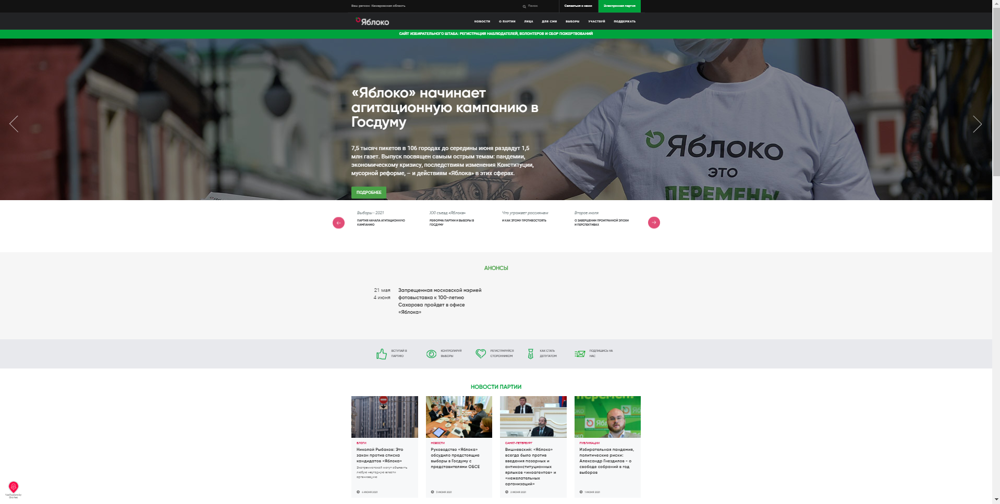 Ваш регион: Кемеровская область
Поиск
Связаться с нами
Электронная партия
Яблоко
НОВОСТИ
О ПАРТИИ
ЛИЦА
ДЛЯ СМИ
ВЫБОРЫ
УЧАСТВУЙ
ПОДДЕРЖАТЬ
САЙТ ИЗБИРАТЕЛЬНОГО ШТАБА: РЕГИСТРАЦИЯ НАБЛЮДАТЕЛЕЙ, ВОЛОНТЕРОВ И СБОР ПОЖЕРТВОВАНИЙ
«Яблоко» начинает
агитационную кампанию в
Госдуму
7,5 тысяч пикетов в 106 городах до середины июня раздадут 1,5
млн газет. Выпуск посвящен самым острым темам: пандемии,
экономическому кризису, последствиям изменения Конституции,
мусорной реформе, – и действиям «Яблока» в этих сферах.
ПОДРОБНЕЕ
Яблоко
это
ПЕРЕМЕНЫ
Выборы - 2021
ПАРТИЯ НАЧАЛА АГИТАЦИОННУЮ
КАМПАНИЮ
XXI съезд «Яблока»
РЕФОРМА ПАРТИИ И ВЫБОРЫ В
ГОСДУМУ
Что угрожает россиянам
И КАК ЭТОМУ ПРОТИВОСТОЯТЬ
Второе июля
О ЗАВЕРШЕНИИ ПРОИГРАННОЙ ЭПОХИ
И ПЕРСПЕКТИВАХ
АНОНСЫ
21 мая
4 июня
Запрещенная московской мэрией
фотовыставка к 100-летию
Сахарова пройдет в офисе
«Яблока»
ВСТУПАЙ В
ПАРТИЮ
КОНТРОЛИРУЙ
ВЫБОРЫ
РЕГИСТРИРУЙСЯ
СТОРОННИКОМ
КАК СТАТЬ
ДЕПУТАТОМ
ПОДПИШИСЬ НА
НАС
НОВОСТИ ПАРТИИ
БЛОГИ
Николай Рыбаков: Это
закон против списка
кандидатов «Яблока»
Экстремистской могут объявить
любую неугодную власти
организацию
4 ИЮНЯ 2021
НОВОСТИ
Руководство «Яблока»
обсудило предстоящие
выборы в Госдуму с
представителями ОБСЕ
3 ИЮНЯ 2021
САНКТ-ПЕТЕРБУРГ
Вишневский: «Яблоко»
всегда было против
введения позорных и
антиконституционных
ярлыков «иноагентов» и
«нежелательных
организаций»
2 ИЮНЯ 2021
ПУБЛИКАЦИИ
Избирательная пандемия,
политические риски:
Александр Гнездилов - о
свободе собраний в год
выборов
1 ИЮНЯ 2021